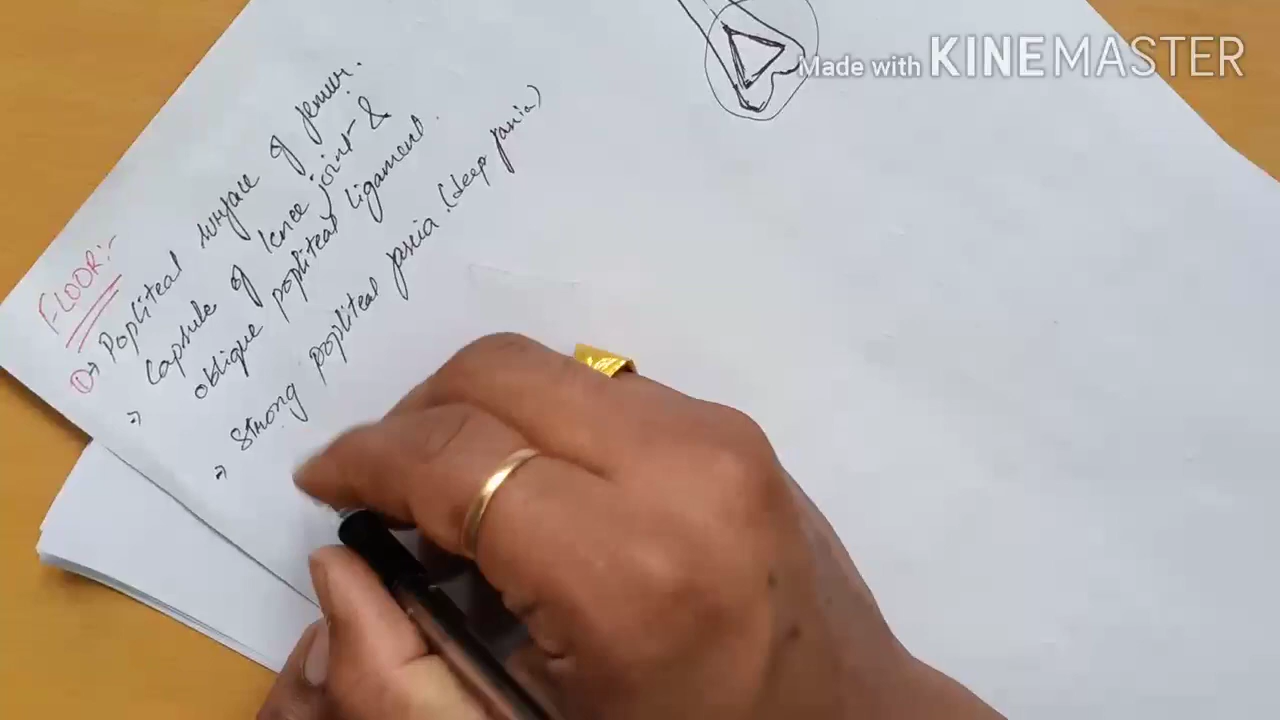 FLOOR:-
① → Popliteal surface of femur.
→ Capsule of knee joint &
oblique popliteal ligament.
→ Strong popliteal fascia (deep fascia)
Made with KINEMASTER